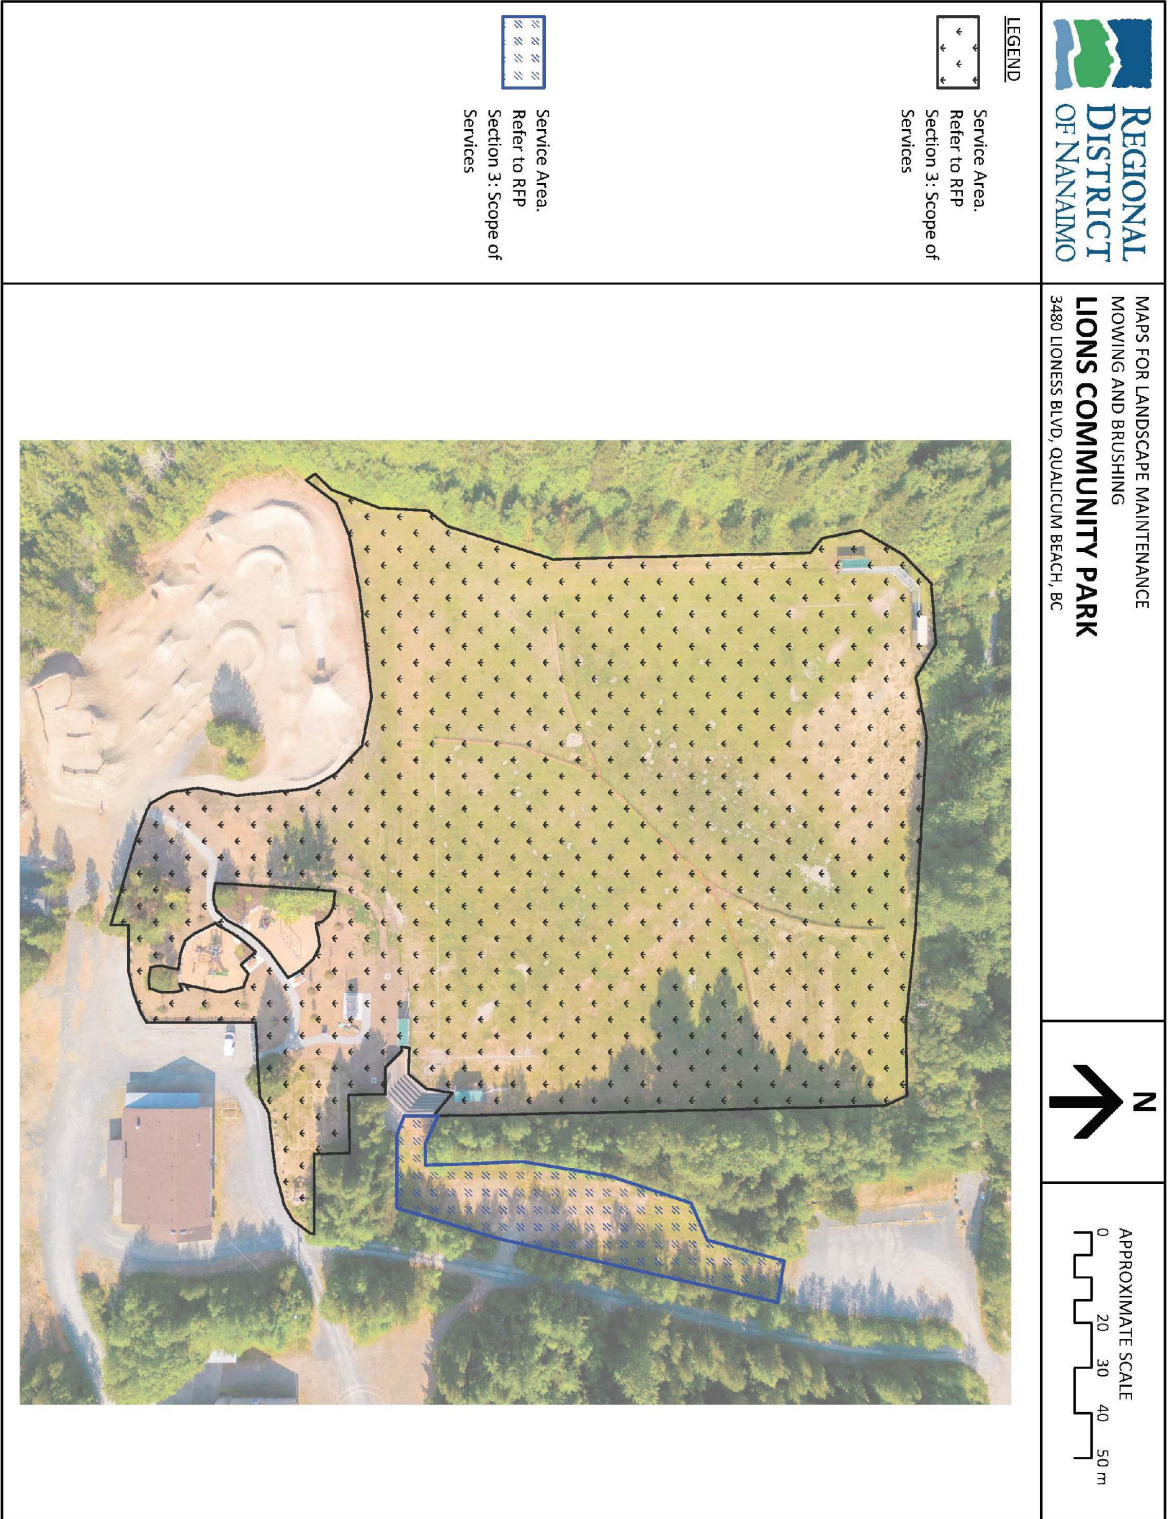 REGIONAL
DISTRICT
OF NANAIMO
MAPS FOR LANDSCAPE MAINTENANCE
MOWING AND BRUSHING
LIONS COMMUNITY PARK
3480 LIONESS BLVD, QUALICUM BEACH, BC
N
APPROXIMATE SCALE
0 20 30 40 50 m
LEGEND
Service Area.
Refer to RFP
Section 3: Scope of
Services
Service Area.
Refer to RFP
Section 3: Scope of
Services